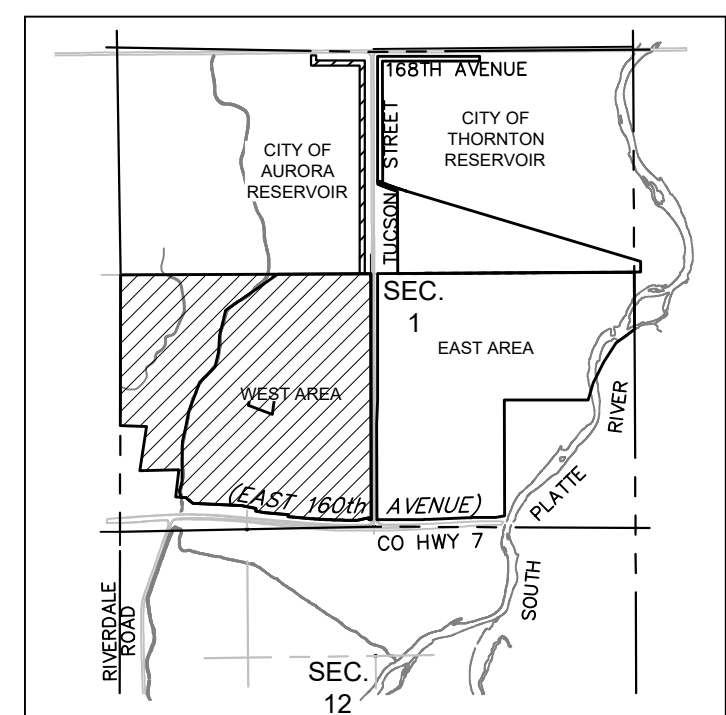 168TH AVENUE
CITY OF
AURORA
RESERVOIR
STREET
CITY OF
THORNTON
RESERVOIR
TUCSON
SEC.
1
EAST AREA
WEST AREA
RIVER
(EAST 160th AVENUE)
PLATTE
CO HWY 7
SOUTH
RIVERDALE
ROAD
SEC.
12